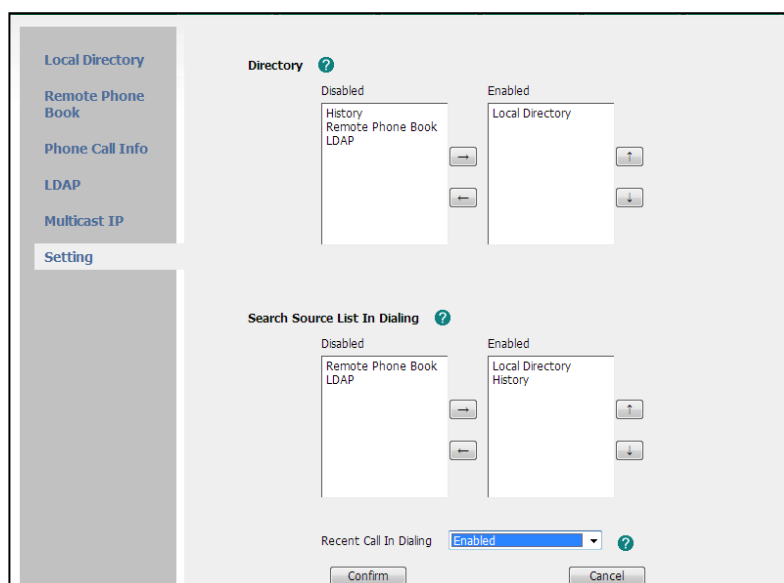 Local Directory
Remote Phone
Book
Phone Call Info
LDAP
Multicast IP
Setting
Directory ?
Disabled
History
Remote Phone Book
LDAP
→
←
Enabled
Local Directory
↑
↓
Search Source List In Dialing ?
Disabled
Remote Phone Book
LDAP
→
←
Enabled
Local Directory
History
↑
↓
Recent Call In Dialing Enabled ?
Confirm Cancel